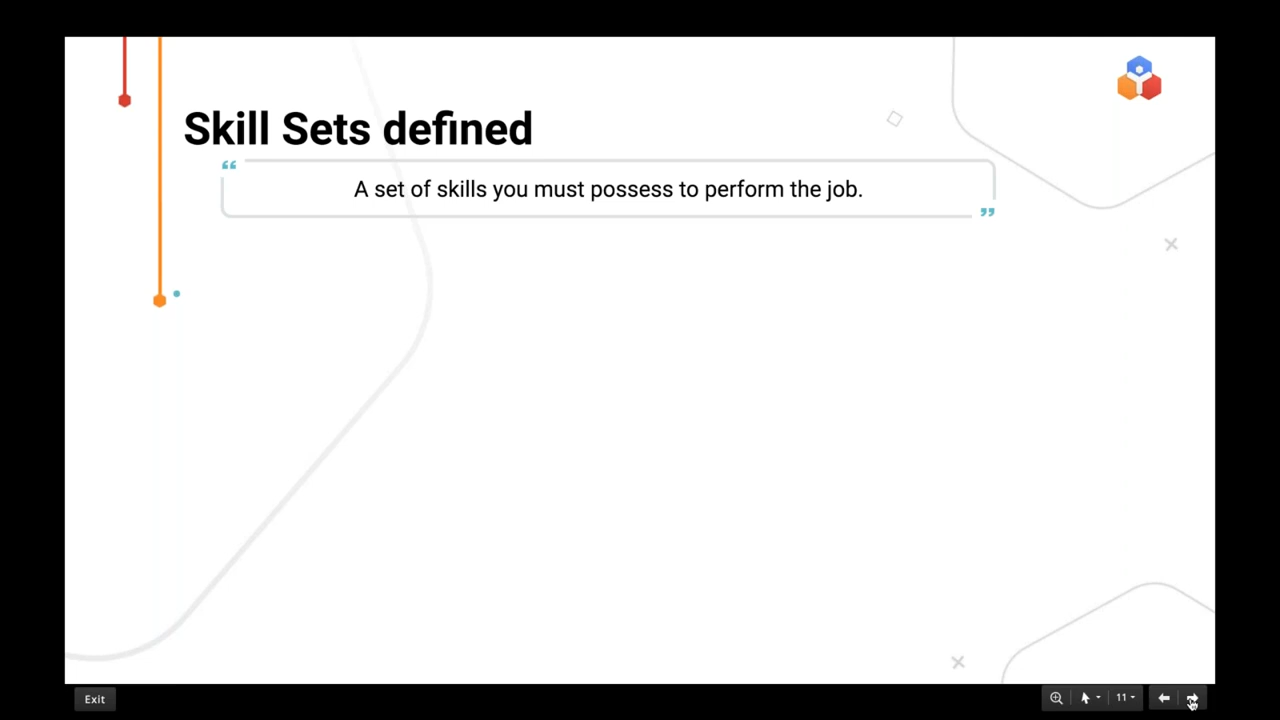 Skill Sets defined
“
A set of skills you must possess to perform the job.
”
Exit
11